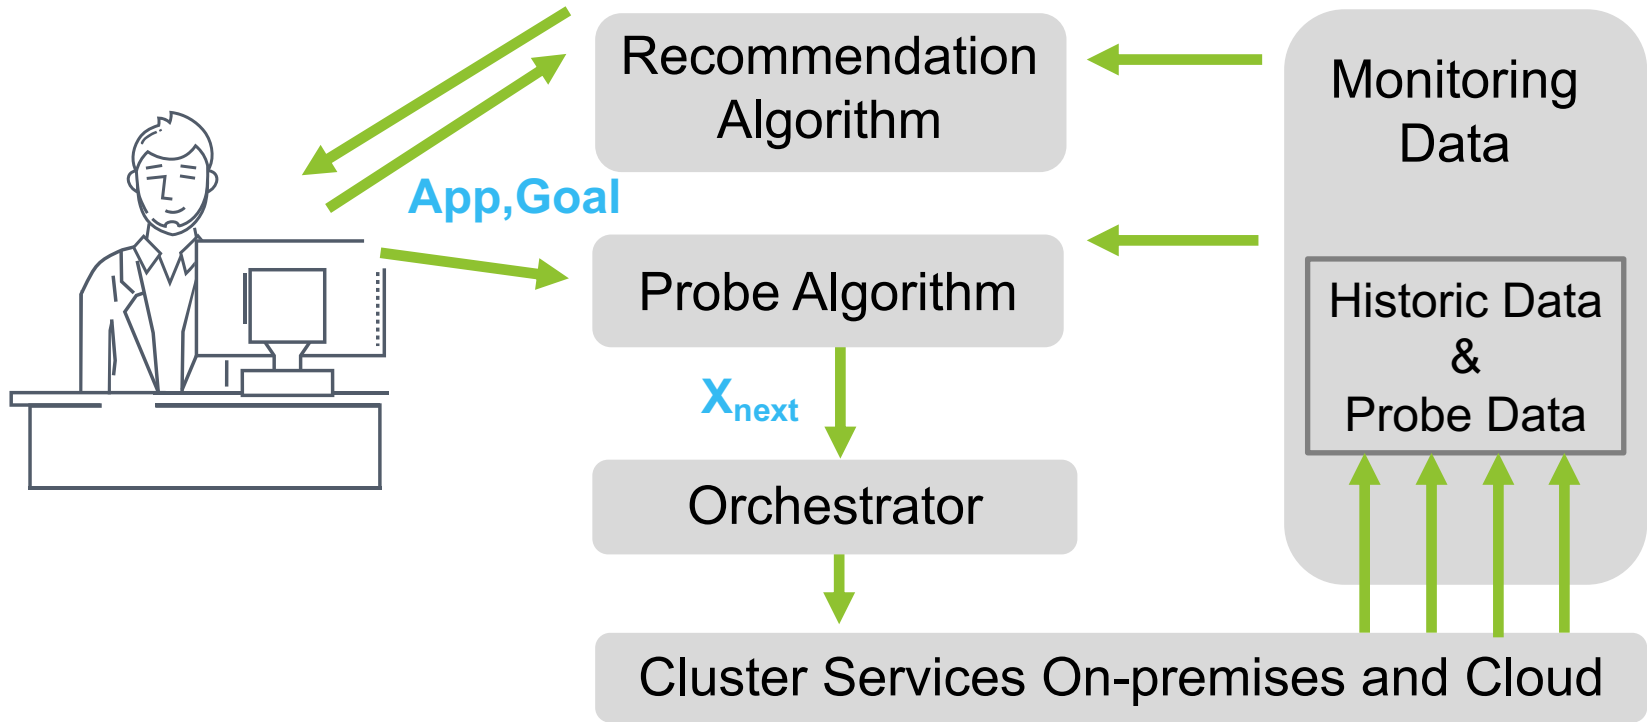 Recommendation
Algorithm
Monitoring
Data
App,Goal
Probe Algorithm
Historic Data
&
Probe Data
Xnext
Orchestrator
Cluster Services On-premises and Cloud